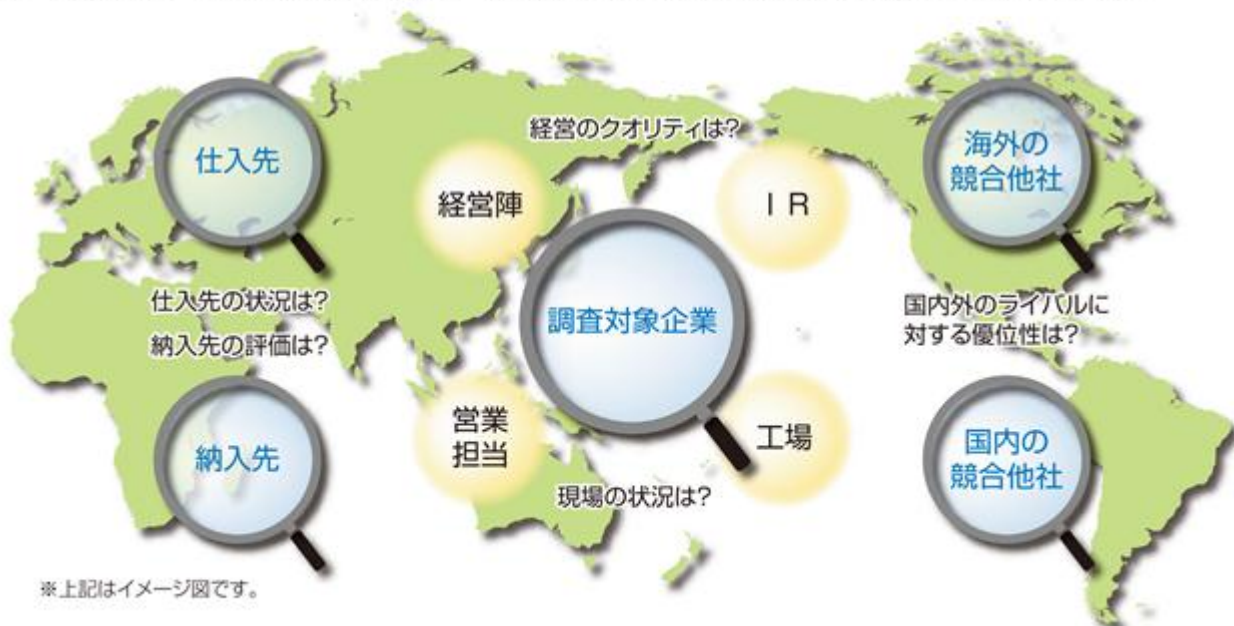 経営のクオリティは?
仕入先
海外の
競合他社
経営陣
IR
仕入先の状況は?
納入先の評価は?
調査対象企業
国内外のライバルに
対する優位性は?
営業
担当
工場
納入先
国内の
競合他社
現場の状況は?
※上記はイメージ図です。